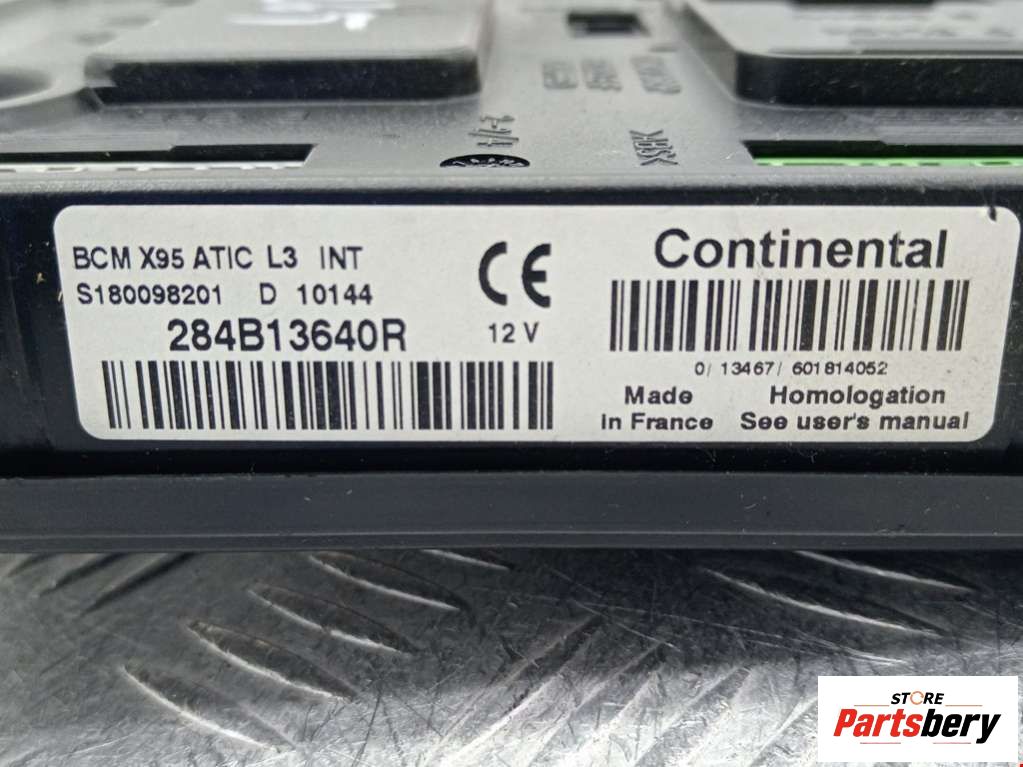 BCM X95 ATIC L3 INT
S180098201 D 10144
284B13640R
12 V
Continental
0/ 13467/ 601814052
Made
in France
Homologation
See user's manual
STORE
Partsbery